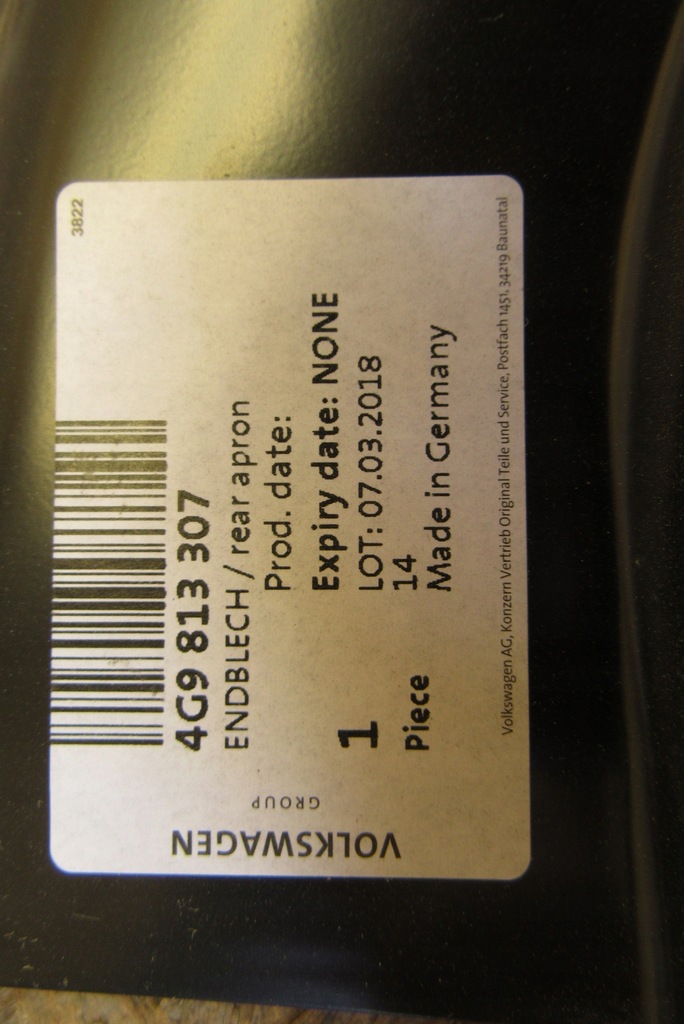 3822
4G9 813 307
ENDBLECH / rear apron
Prod. date:
Expiry date: NONE
LOT: 07.03.2018
14
Made in Germany
1
Piece
Volkswagen AG, Konzern Vertrieb Original Teile und Service, Postfach 1451, 34219 Baunatal
VOLKSWAGEN
GROUP